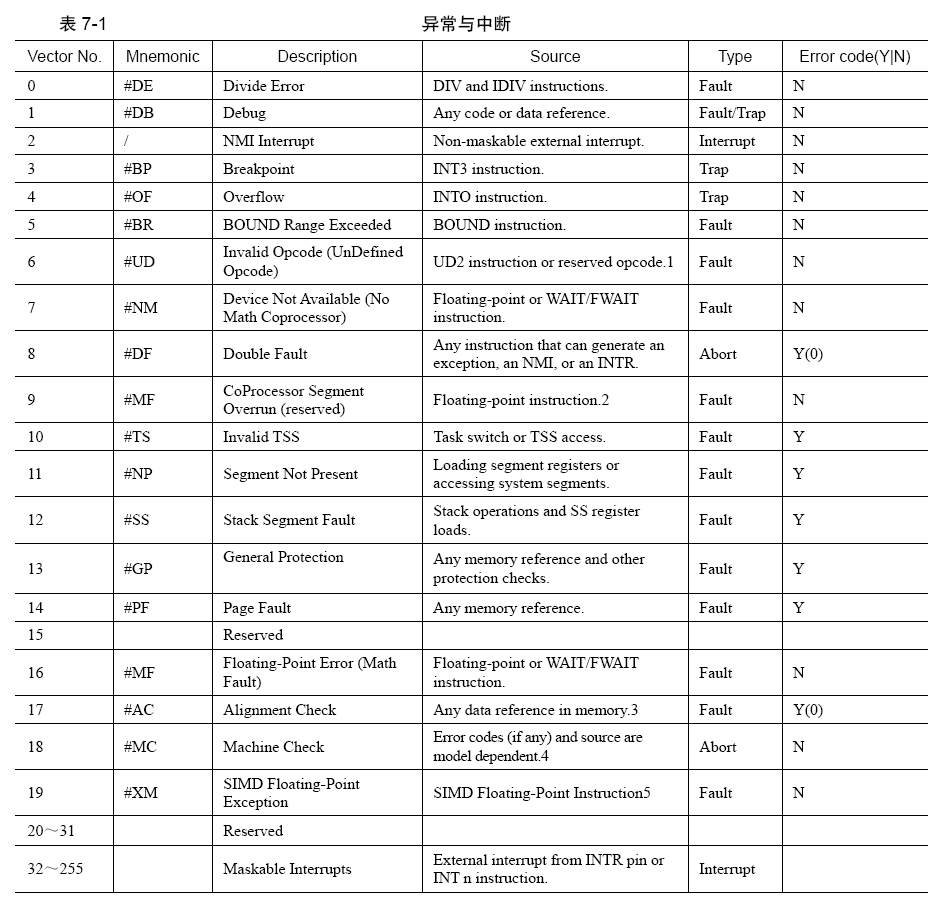 表 7-1 异常与中断
Vector No. Mnemonic Description Source Type Error code(Y|N)
0 #DE Divide Error DIV and IDIV instructions. Fault N
1 #DB Debug Any code or data reference. Fault/Trap N
2 / NMI Interrupt Non-maskable external interrupt. Interrupt N
3 #BP Breakpoint INT3 instruction. Trap N
4 #OF Overflow INTO instruction. Trap N
5 #BR BOUND Range Exceeded BOUND instruction. Fault N
6 #UD Invalid Opcode (UnDefined
Opcode) UD2 instruction or reserved opcode.1 Fault N
7 #NM Device Not Available (No
Math Coprocessor) Floating-point or WAIT/FWAIT
instruction. Fault N
8 #DF Double Fault Any instruction that can generate an
exception, an NMI, or an INTR. Abort Y(0)
9 #MF CoProcessor Segment
Overrun (reserved) Floating-point instruction.2 Fault N
10 #TS Invalid TSS Task switch or TSS access. Fault Y
11 #NP Segment Not Present Loading segment registers or
accessing system segments. Fault Y
12 #SS Stack Segment Fault Stack operations and SS register
loads. Fault Y
13 #GP General Protection Any memory reference and other
protection checks. Fault Y
14 #PF Page Fault Any memory reference. Fault Y
15 Reserved
16 #MF Floating-Point Error (Math
Fault) Floating-point or WAIT/FWAIT
instruction. Fault N
17 #AC Alignment Check Any data reference in memory.3 Fault Y(0)
18 #MC Machine Check Error codes (if any) and source are
model dependent.4 Abort N
19 #XM SIMD Floating-Point
Exception SIMD Floating-Point Instruction5 Fault N
20～31 Reserved
32～255 Maskable Interrupts External interrupt from INTR pin or
INT n instruction. Interrupt